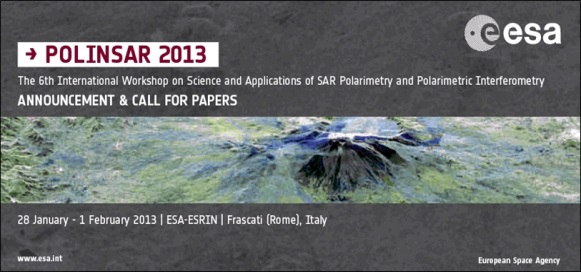 esa
→ POLINSAR 2013
The 6th International Workshop on Science and Applications of SAR Polarimetry and Polarimetric Interferometry
ANNOUNCEMENT & CALL FOR PAPERS
28 January - 1 February 2013 | ESA-ESRIN | Frascati (Rome), Italy
www.esa.int
European Space Agency